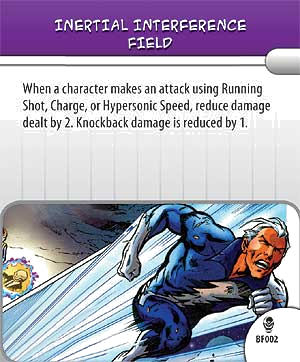 INERTIAL INTERFERENCE
FIELD
When a character makes an attack using Running
Shot, Charge, or Hypersonic Speed, reduce damage
dealt by 2. Knockback damage is reduced by 1.
BF002